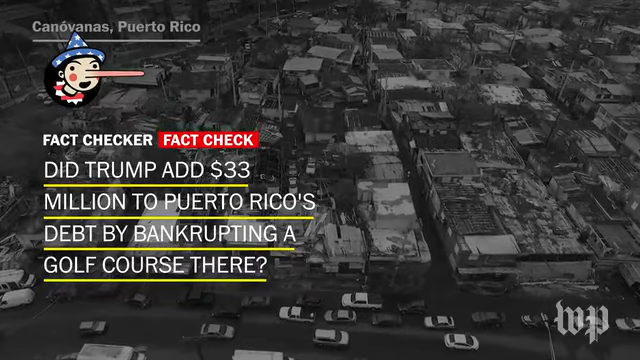 Canóvanas, Puerto Rico
FACT CHECKER FACT CHECK
DID TRUMP ADD $33
MILLION TO PUERTO RICO'S
DEBT BY BANKRUPTING A
GOLF COURSE THERE?
wp